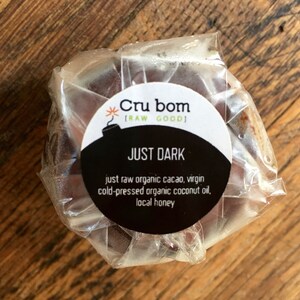 Cru bom
[RAW GOOD]
JUST DARK
just raw organic cacao, virgin
cold-pressed organic coconut oil,
local honey